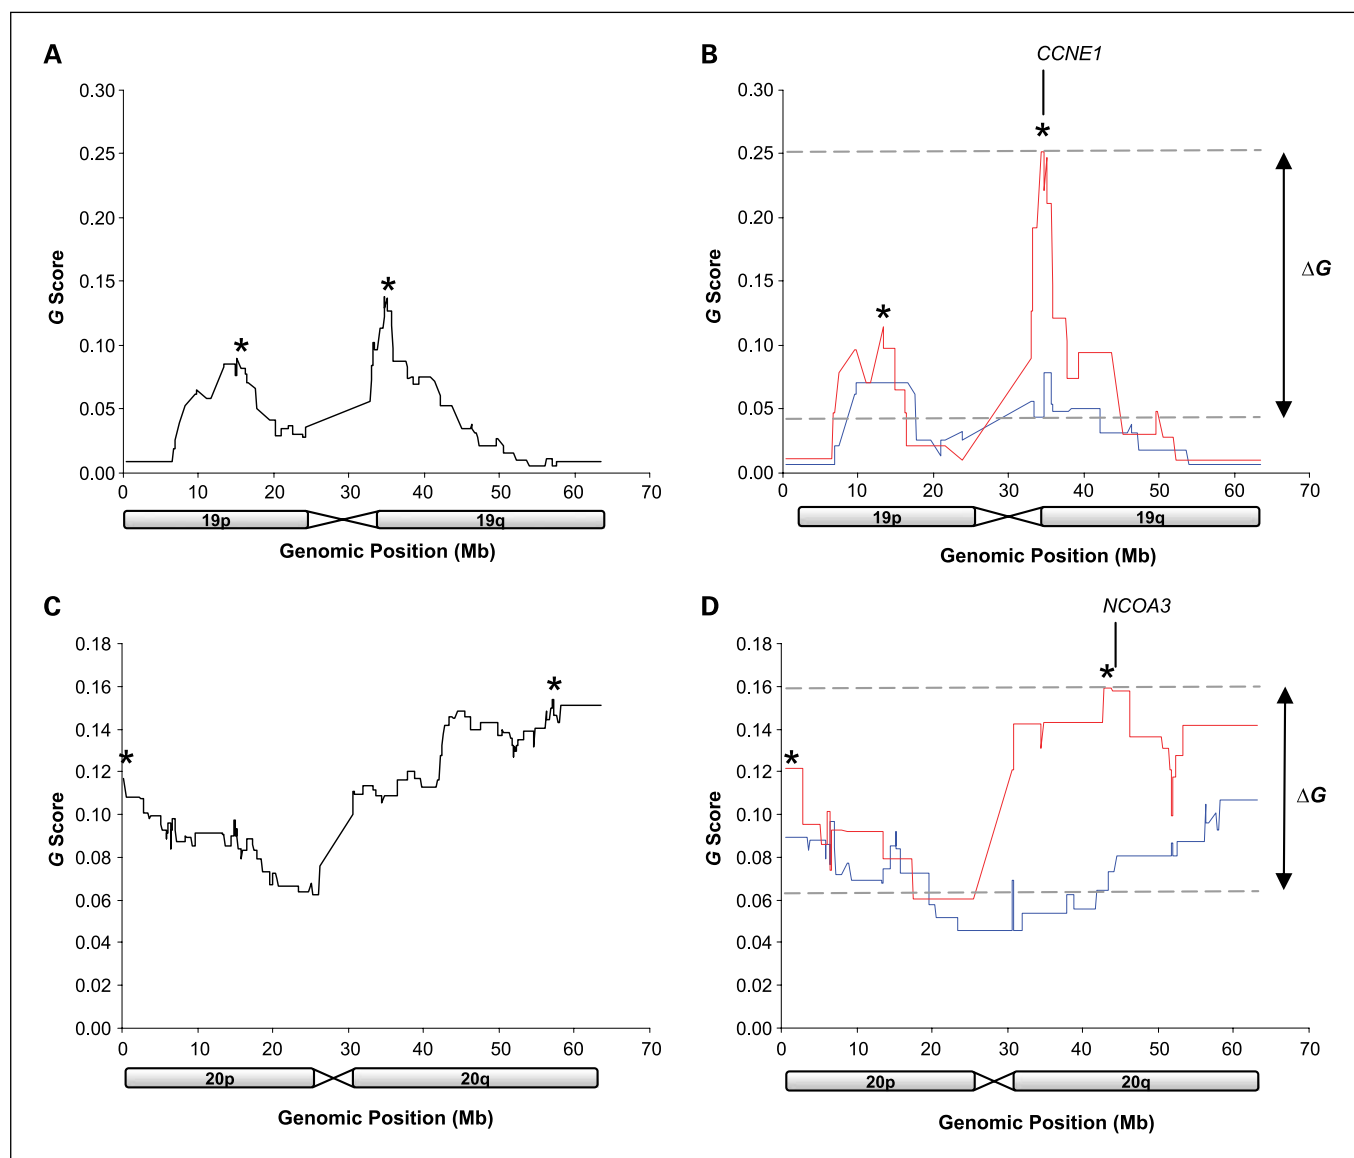 A
0.30
0.25
0.20
0.15
0.10
0.05
0.00
G Score
*
*
0 10 20 30 40 50 60 70
19p 19q
Genomic Position (Mb)
B
CCNE1
0.30
0.25
0.20
0.15
0.10
0.05
0.00
G Score
*
*
ΔG
0 10 20 30 40 50 60 70
19p 19q
Genomic Position (Mb)
C
0.18
0.16
0.14
0.12
0.10
0.08
0.06
0.04
0.02
0.00
G Score
*
*
0 10 20 30 40 50 60 70
20p 20q
Genomic Position (Mb)
D
NCOA3
0.18
0.16
0.14
0.12
0.10
0.08
0.06
0.04
0.02
0.00
G Score
*
*
ΔG
0 10 20 30 40 50 60 70
20p 20q
Genomic Position (Mb)